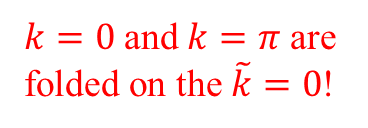 k = 0 and k = π are
folded on the k̃ = 0!